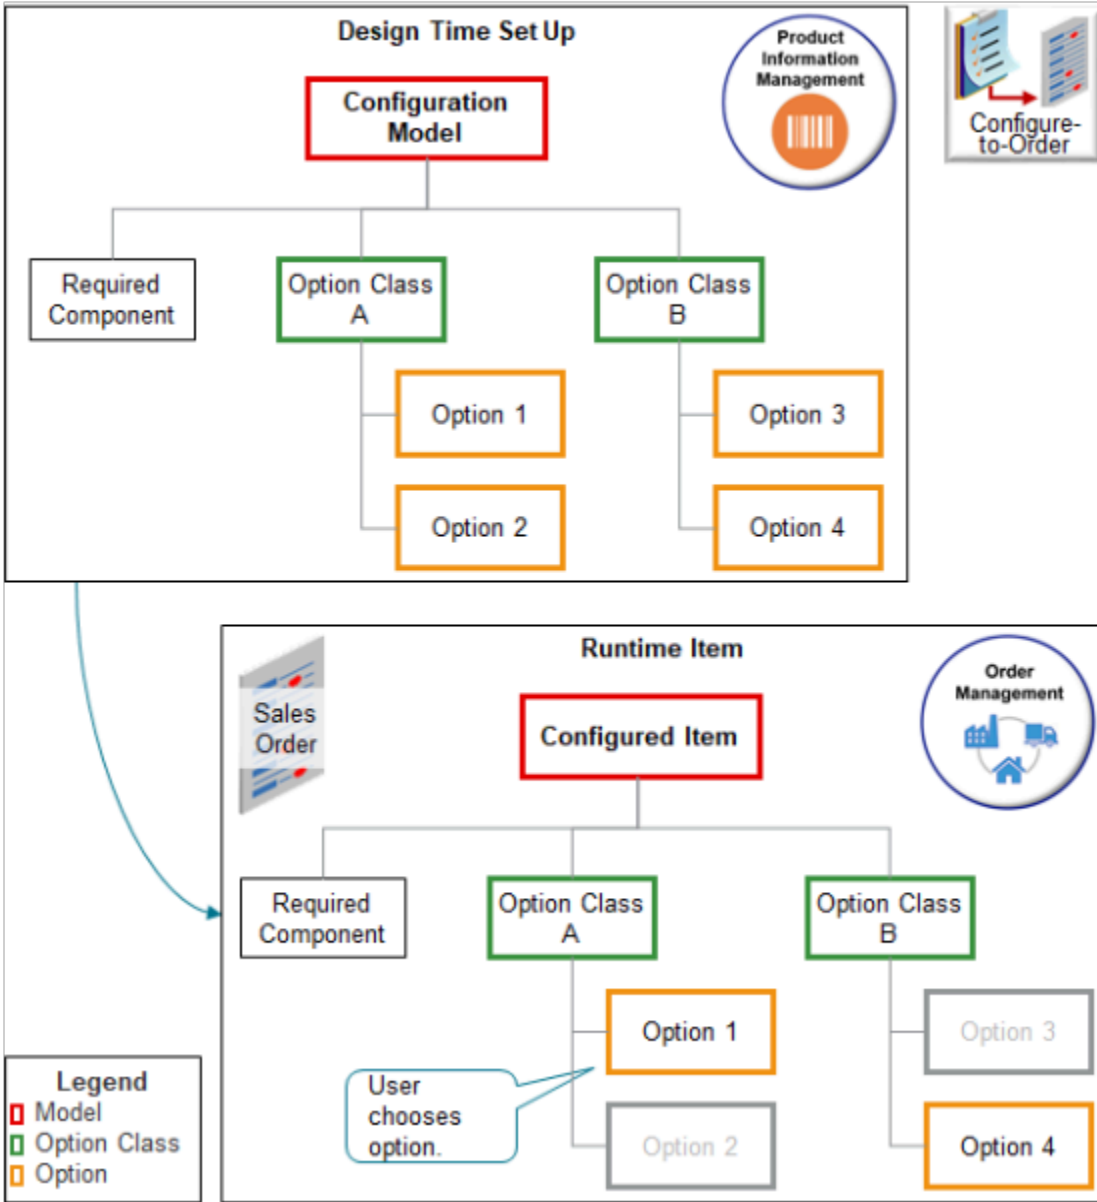 Design Time Set Up
Product
Information
Management
Configure-
to-Order
Configuration
Model
Required
Component
Option Class
A
Option Class
B
Option 1
Option 3
Option 2
Option 4
Runtime Item
Sales
Order
Order
Management
Configured Item
Required
Component
Option Class
A
Option Class
B
Option 1
Option 3
User
chooses
option.
Option 2
Option 4
Legend
Model
Option Class
Option